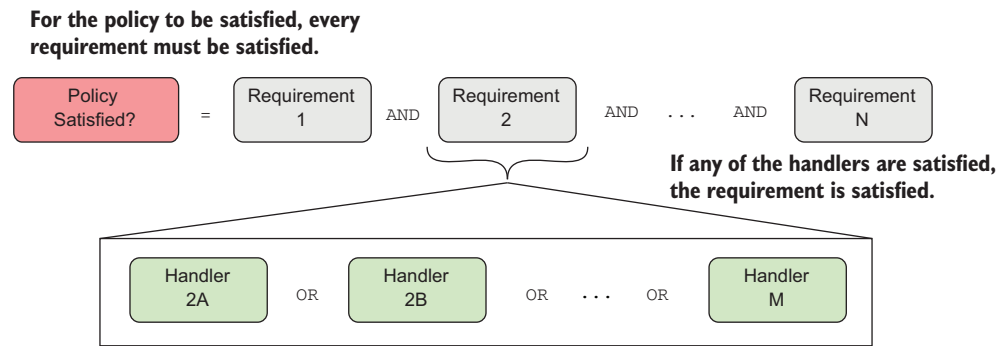 For the policy to be satisfied, every
requirement must be satisfied.
Policy
Satisfied?
=
Requirement
1
AND
Requirement
2
AND ... AND
Requirement
N
If any of the handlers are satisfied,
the requirement is satisfied.
Handler
2A
OR
Handler
2B
OR ... OR
Handler
M